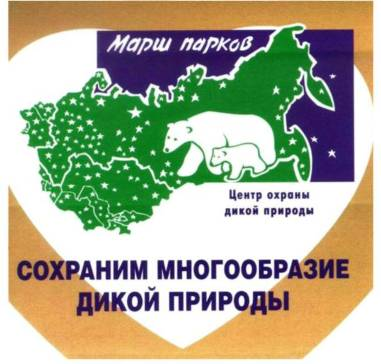 Марш парков
Центр охраны
дикой природы
СОХРАНИМ МНОГООБРАЗИЕ
ДИКОЙ ПРИРОДЫ